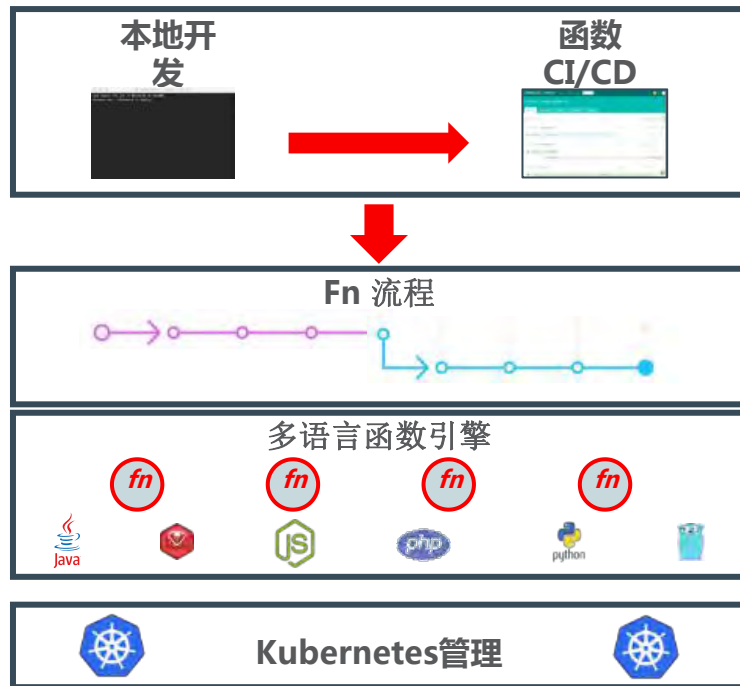 本地开
发
函数
CI/CD
Fn 流程
多语言函数引擎
fn
fn
fn
fn
Java
JS
php
python
Kubernetes管理